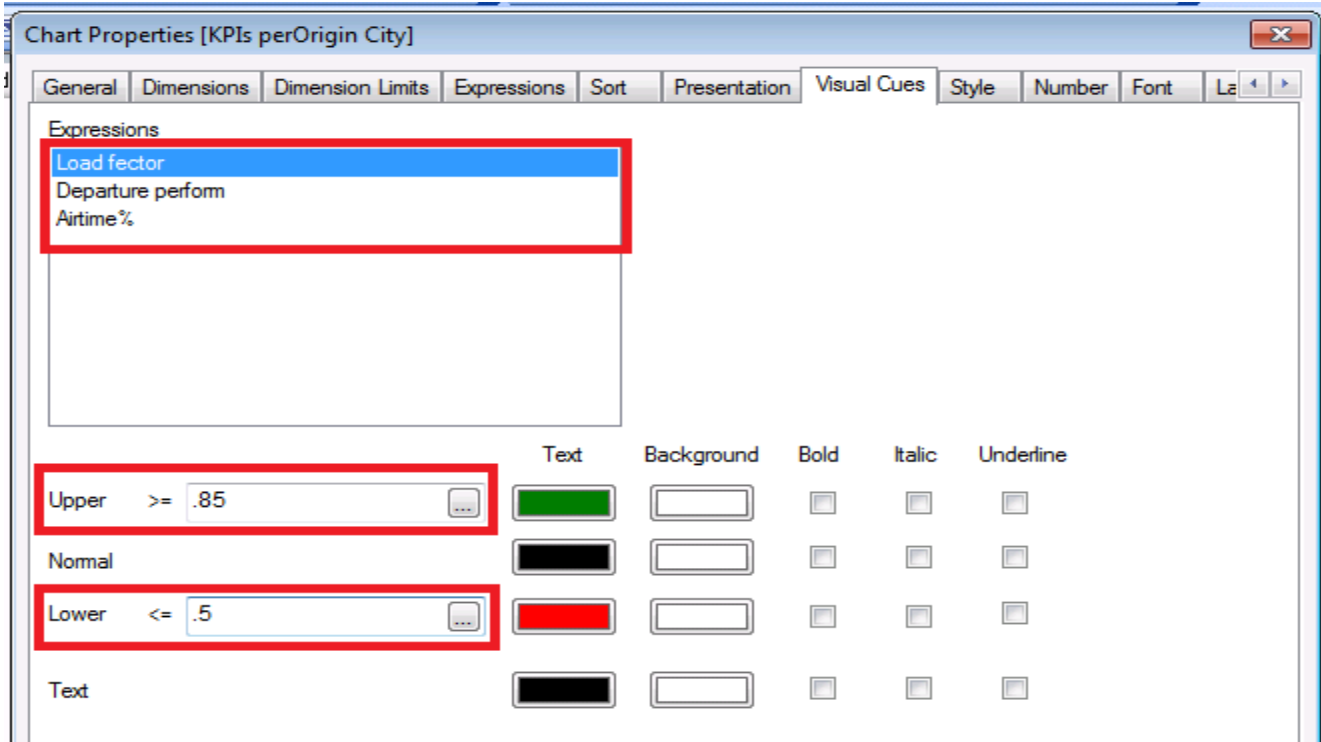 Chart Properties [KPIs perOrigin City]
General Dimensions Dimension Limits Expressions Sort Presentation Visual Cues Style Number Font
Expressions
Load fector
Departure perform
Airtime%
Text Background Bold Italic Underline
Upper >= .85 ...
Normal
Lower <= .5 ...
Text